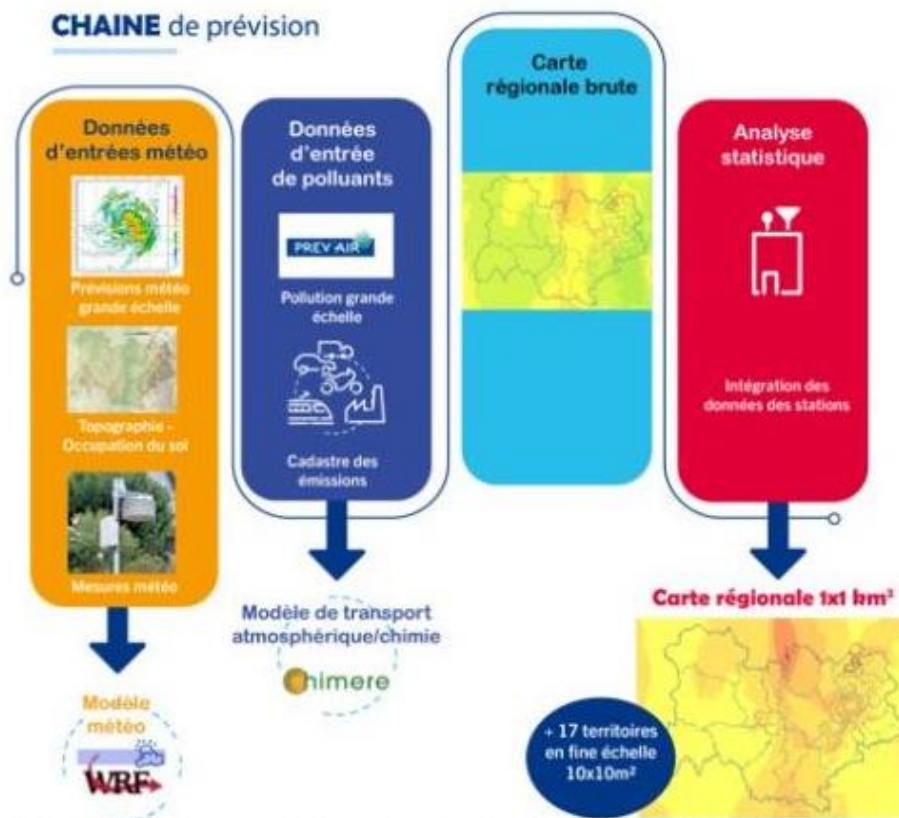 CHAINE de prévision
Données
d'entrées météo
Prévisions météo
grande échelle
Topographie -
Occupation du sol
Mesures météo
Modèle
météo
WRF
Données
d'entrée
de polluants
PREV'AIR
Pollution grande
échelle
Cadastre des
émissions
Modèle de transport
atmosphérique/chimie
Chimere
Carte
régionale brute
Analyse
statistique
Intégration des
données des stations
Carte régionale 1x1 km²
+ 17 territoires
en fine échelle
10x10m²